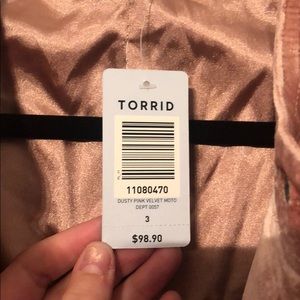 TORRID
11080470
DUSTY PINK VELVET MOTO
DEPT 0057
3
$98.90